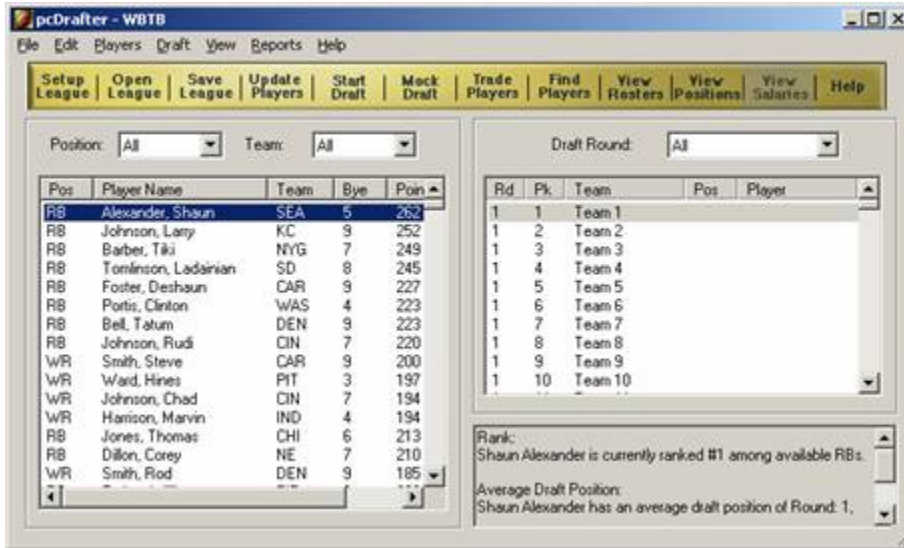 pcDrafter - WBTB
File Edit Players Draft View Reports Help
Setup League | Open League | Save League | Update Players | Start Draft | Mock Draft | Trade Players | Find Players | View Rosters | View Positions | View Salaries | Help
Position: All Team: All
Pos Player Name Team Bye Poin
RB Alexander, Shaun SEA 5 262
RB Johnson, Larry KC 9 252
RB Barber, Tiki NYG 7 249
RB Tomlinson, Ladainian SD 8 245
RB Foster, Deshaun CAR 9 227
RB Portis, Clinton WAS 4 223
RB Bell, Tatum DEN 9 223
RB Johnson, Rudi CIN 7 220
WR Smith, Steve CAR 9 200
WR Ward, Hines PIT 3 197
WR Johnson, Chad CIN 7 194
WR Harrison, Marvin IND 4 194
RB Jones, Thomas CHI 6 213
RB Dillon, Corey NE 7 210
WR Smith, Rod DEN 9 185
Draft Round: All
Rd Pk Team Pos Player
1 1 Team 1
1 2 Team 2
1 3 Team 3
1 4 Team 4
1 5 Team 5
1 6 Team 6
1 7 Team 7
1 8 Team 8
1 9 Team 9
1 10 Team 10
Rank:
Shaun Alexander is currently ranked #1 among available RBs.
Average Draft Position:
Shaun Alexander has an average draft position of Round: 1,